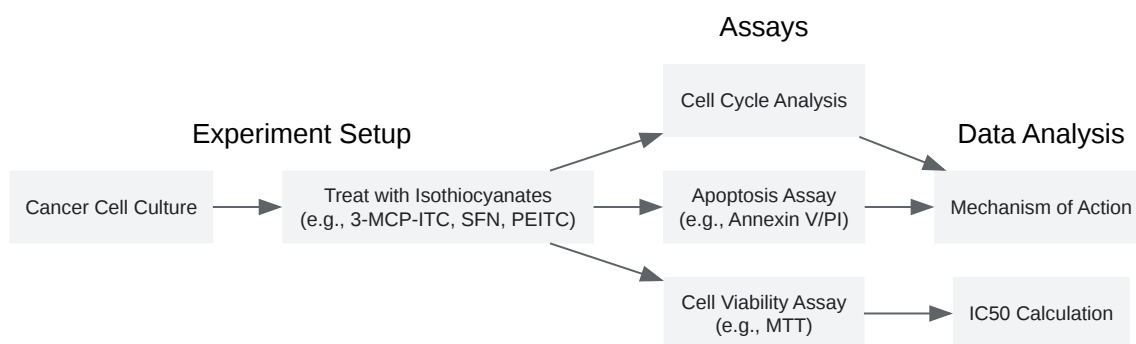 Assays
Cell Cycle Analysis
Experiment Setup
Data Analysis
Cancer Cell Culture
Treat with Isothiocyanates
(e.g., 3-MCP-ITC, SFN, PEITC)
Apoptosis Assay
(e.g., Annexin V/PI)
Mechanism of Action
Cell Viability Assay
(e.g., MTT)
IC50 Calculation